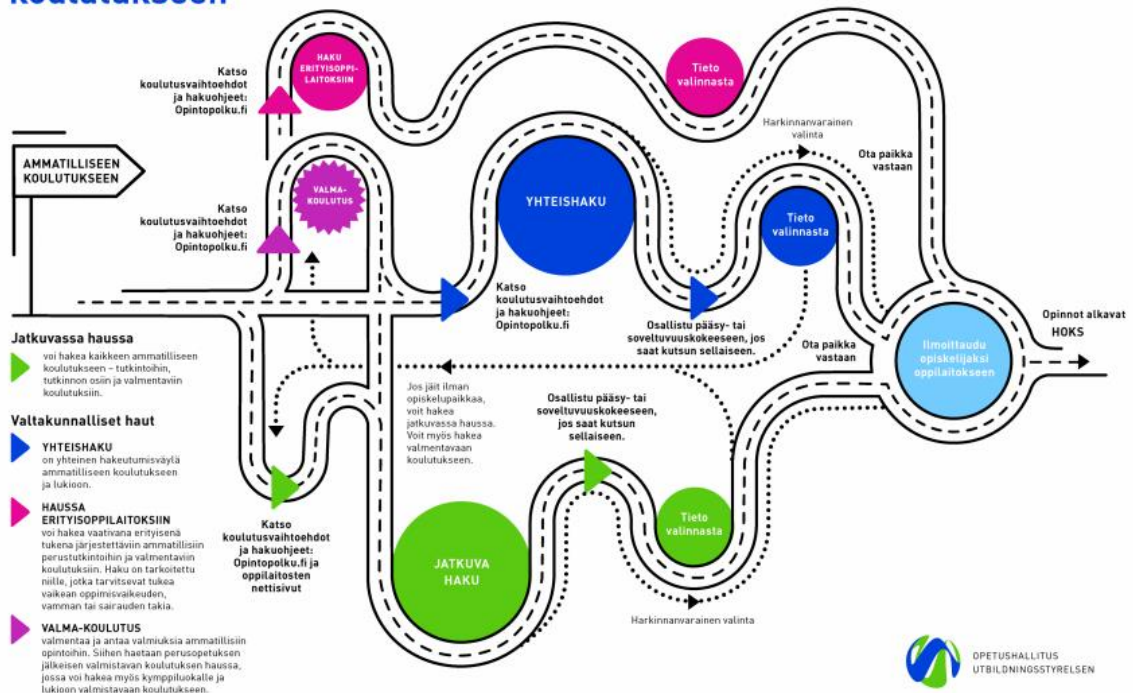 koulutukseen
AMMATILLISEEN
KOULUTUKSEEN
Katso
koulutusvaihtoehdot
ja hakuohjeet:
Opintopolku.fi
HAKU
ERITYISOPPI-
LAITOKSIIN
Tieto
valinnasta
Harkinnanvarainen
valinta
Ota paikka
vastaan
Katso
koulutusvaihtoehdot
ja hakuohjeet:
Opintopolku.fi
VALMA-
KOULUTUS
YHTEISHAKU
Tieto
valinnasta
Katso
koulutusvaihtoehdot
ja hakuohjeet:
Opintopolku.fi
Osallistu pääsy- tai
soveltuvuuskokeeseen, jos
saat kutsun sellaiseen.
Ota paikka
vastaan
Ilmoittaudu
opiskelijaksi
oppilaitokseen
Opinnot alkavat
HOKS
Jatkuvassa haussa
voi hakea kaikkeen ammatilliseen
koulutukseen – tutkintoihin,
tutkinnon osiin ja valmentaviin
koulutuksiin.
Valtakunnalliset haut
YHTEISHAKU
on yhteinen hakeutumisväylä
ammatilliseen koulutukseen
ja lukioon.
HAUSSA
ERITYISOPPILAITOKSIIN
voi hakea vaativana erityisenä
tukena järjestettäviin ammatillisiin
perustutkintoihin ja valmentaviin
koulutuksiin. Haku on tarkoitettu
niille, jotka tarvitsevat tukea
vaikean oppimisvaikeuden,
vamman tai sairauden takia.
VALMA-KOULUTUS
valmentaa ja antaa valmiuksia ammatillisiin
opintoihin. Siihen haetaan perusopetuksen
jälkeisen valmistavan koulutuksen haussa,
jossa voi hakea myös kymppiluokalle ja
lukioon valmistavaan koulutukseen.
Jos jäit ilman
opiskelupaikkaa,
voit hakea
jatkuvassa haussa.
Voit myös hakea
valmentavaan
koulutukseen.
Osallistu pääsy- tai
soveltuvuuskokeeseen,
jos saat kutsun
sellaiseen.
Katso
koulutusvaihtoehdot
ja hakuohjeet:
Opintopolku.fi ja
oppilaitosten
nettisivut
JATKUVA
HAKU
Tieto
valinnasta
Harkinnanvarainen valinta
OPETUSHALLITUS
UTBILDNINGSSTYRELSEN